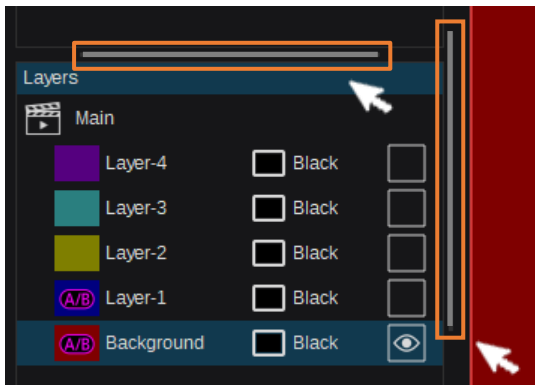 Layers
Main
Layer-4 Black
Layer-3 Black
Layer-2 Black
(A/B) Layer-1 Black
(A/B) Background Black